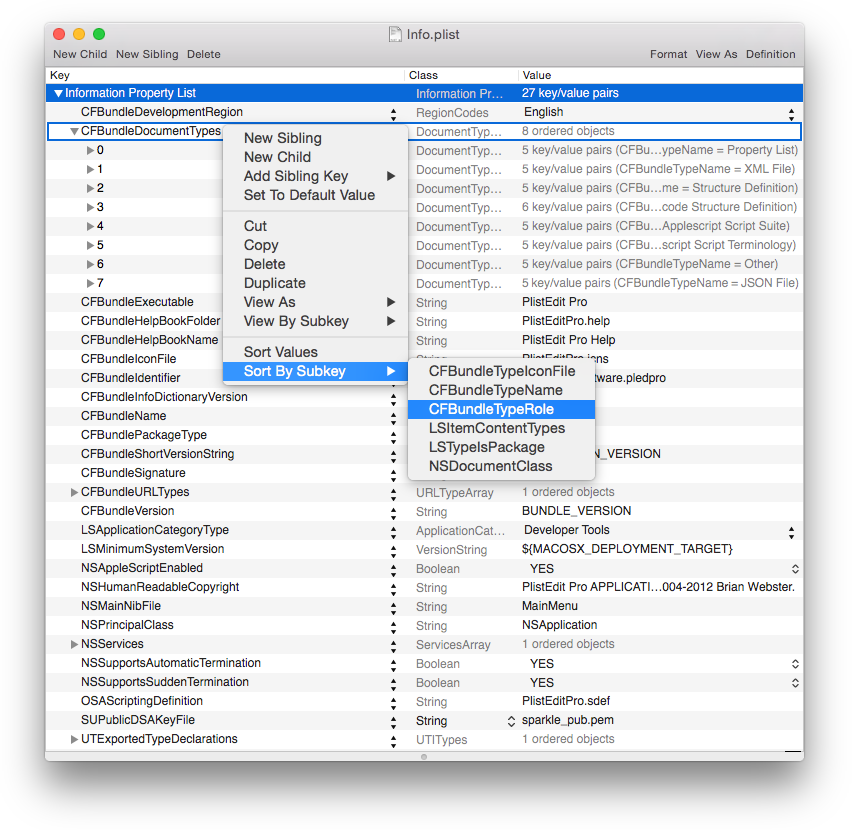 Info.plist
New Child New Sibling Delete Format View As Definition
Key Class Value
Information Property List Information Pr... 27 key/value pairs
CFBundleDevelopmentRegion RegionCodes English
CFBundleDocumentTypes DocumentTyp... 8 ordered objects
0 DocumentTyp... 5 key/value pairs (CFBu...ypeName = Property List)
1 DocumentTyp... 5 key/value pairs (CFBundleTypeName = XML File)
2 DocumentTyp... 5 key/value pairs (CFBu...me = Structure Definition)
3 DocumentTyp... 6 key/value pairs (CFBu...code Structure Definition)
4 DocumentTyp... 5 key/value pairs (CFBu...Applescript Script Suite)
5 DocumentTyp... 5 key/value pairs (CFBu...script Script Terminology)
6 DocumentTyp... 5 key/value pairs (CFBundleTypeName = Other)
7 DocumentTyp... 5 key/value pairs (CFBundleTypeName = JSON File)
CFBundleExecutable String PlistEdit Pro
CFBundleHelpBookFolder String PlistEditPro.help
CFBundleHelpBookName String PlistEdit Pro Help
CFBundleIconFile String PlistEditPro.icns
CFBundleIdentifier tware.pledpro
CFBundleInfoDictionaryVersion
CFBundleName
CFBundlePackageType
CFBundleShortVersionString N_VERSION
CFBundleSignature
CFBundleURLTypes URLTypeArray 1 ordered objects
CFBundleVersion String BUNDLE_VERSION
LSApplicationCategoryType ApplicationCat... Developer Tools
LSMinimumSystemVersion VersionString ${MACOSX_DEPLOYMENT_TARGET}
NSAppleScriptEnabled Boolean YES
NSHumanReadableCopyright String PlistEdit Pro APPLICATI...004-2012 Brian Webster.
NSMainNibFile String MainMenu
NSPrincipalClass String NSApplication
NSServices ServicesArray 1 ordered objects
NSSupportsAutomaticTermination Boolean YES
NSSupportsSuddenTermination Boolean YES
OSAScriptingDefinition String PlistEditPro.sdef
SUPublicDSAKeyFile String sparkle_pub.pem
UTExportedTypeDeclarations UTITypes 1 ordered objects
New Sibling
New Child
Add Sibling Key
Set To Default Value
Cut
Copy
Delete
Duplicate
View As
View By Subkey
Sort Values
Sort By Subkey
CFBundleTypeIconFile
CFBundleTypeName
CFBundleTypeRole
LSItemContentTypes
LSTypeIsPackage
NSDocumentClass